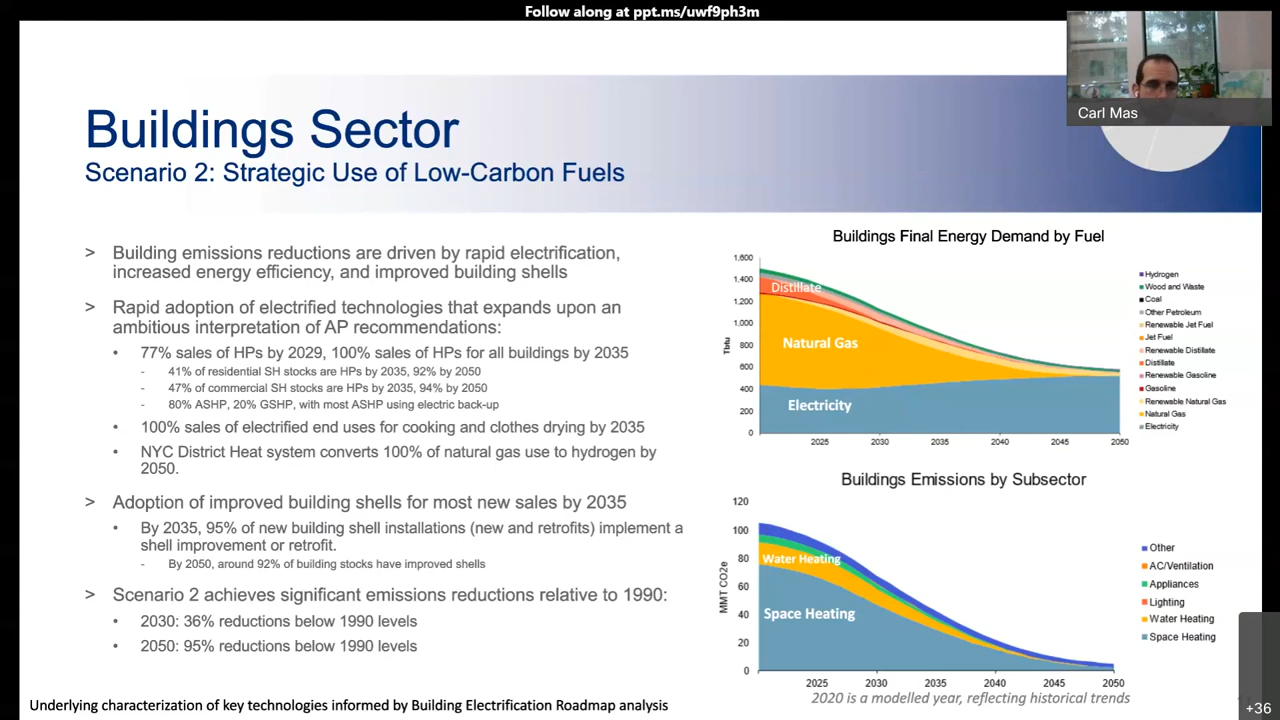 Follow along at ppt.ms/uwf9ph3m
Carl Mas
Buildings Sector
Scenario 2: Strategic Use of Low-Carbon Fuels
> Building emissions reductions are driven by rapid electrification,
increased energy efficiency, and improved building shells
> Rapid adoption of electrified technologies that expands upon an
ambitious interpretation of AP recommendations:
• 77% sales of HPs by 2029, 100% sales of HPs for all buildings by 2035
- 41% of residential SH stocks are HPs by 2035, 92% by 2050
- 47% of commercial SH stocks are HPs by 2035, 94% by 2050
- 80% ASHP, 20% GSHP, with most ASHP using electric back-up
• 100% sales of electrified end uses for cooking and clothes drying by 2035
• NYC District Heat system converts 100% of natural gas use to hydrogen by
2050.
> Adoption of improved building shells for most new sales by 2035
• By 2035, 95% of new building shell installations (new and retrofits) implement a
shell improvement or retrofit.
- By 2050, around 92% of building stocks have improved shells
> Scenario 2 achieves significant emissions reductions relative to 1990:
• 2030: 36% reductions below 1990 levels
• 2050: 95% reductions below 1990 levels
Underlying characterization of key technologies informed by Building Electrification Roadmap analysis
Buildings Final Energy Demand by Fuel
1,600
1,400
1,200
1,000
800
600
400
200
0
Tbtu
Distillate
Natural Gas
Electricity
2025 2030 2035 2040 2045 2050
Hydrogen
Wood and Waste
Coal
Other Petroleum
Renewable Jet Fuel
Jet Fuel
Renewable Distillate
Distillate
Renewable Gasoline
Gasoline
Renewable Natural Gas
Natural Gas
Electricity
Buildings Emissions by Subsector
120
100
80
60
40
20
0
MMT CO2e
Water Heating
Space Heating
2025 2030 2035 2040 2045 2050
Other
AC/Ventilation
Appliances
Lighting
Water Heating
Space Heating
2020 is a modelled year, reflecting historical trends
+36